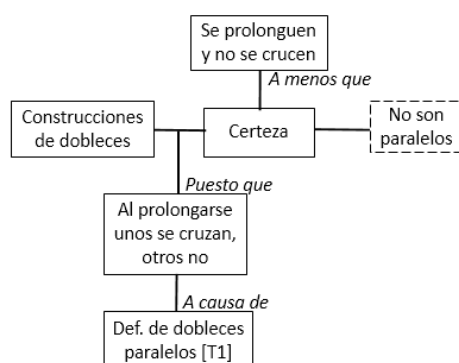 Se prolonguen
y no se crucen
A menos que
Construcciones
de dobleces
Certeza
No son
paralelos
Puesto que
Al prolongarse
unos se cruzan,
otros no
A causa de
Def. de dobleces
paralelos [T1]